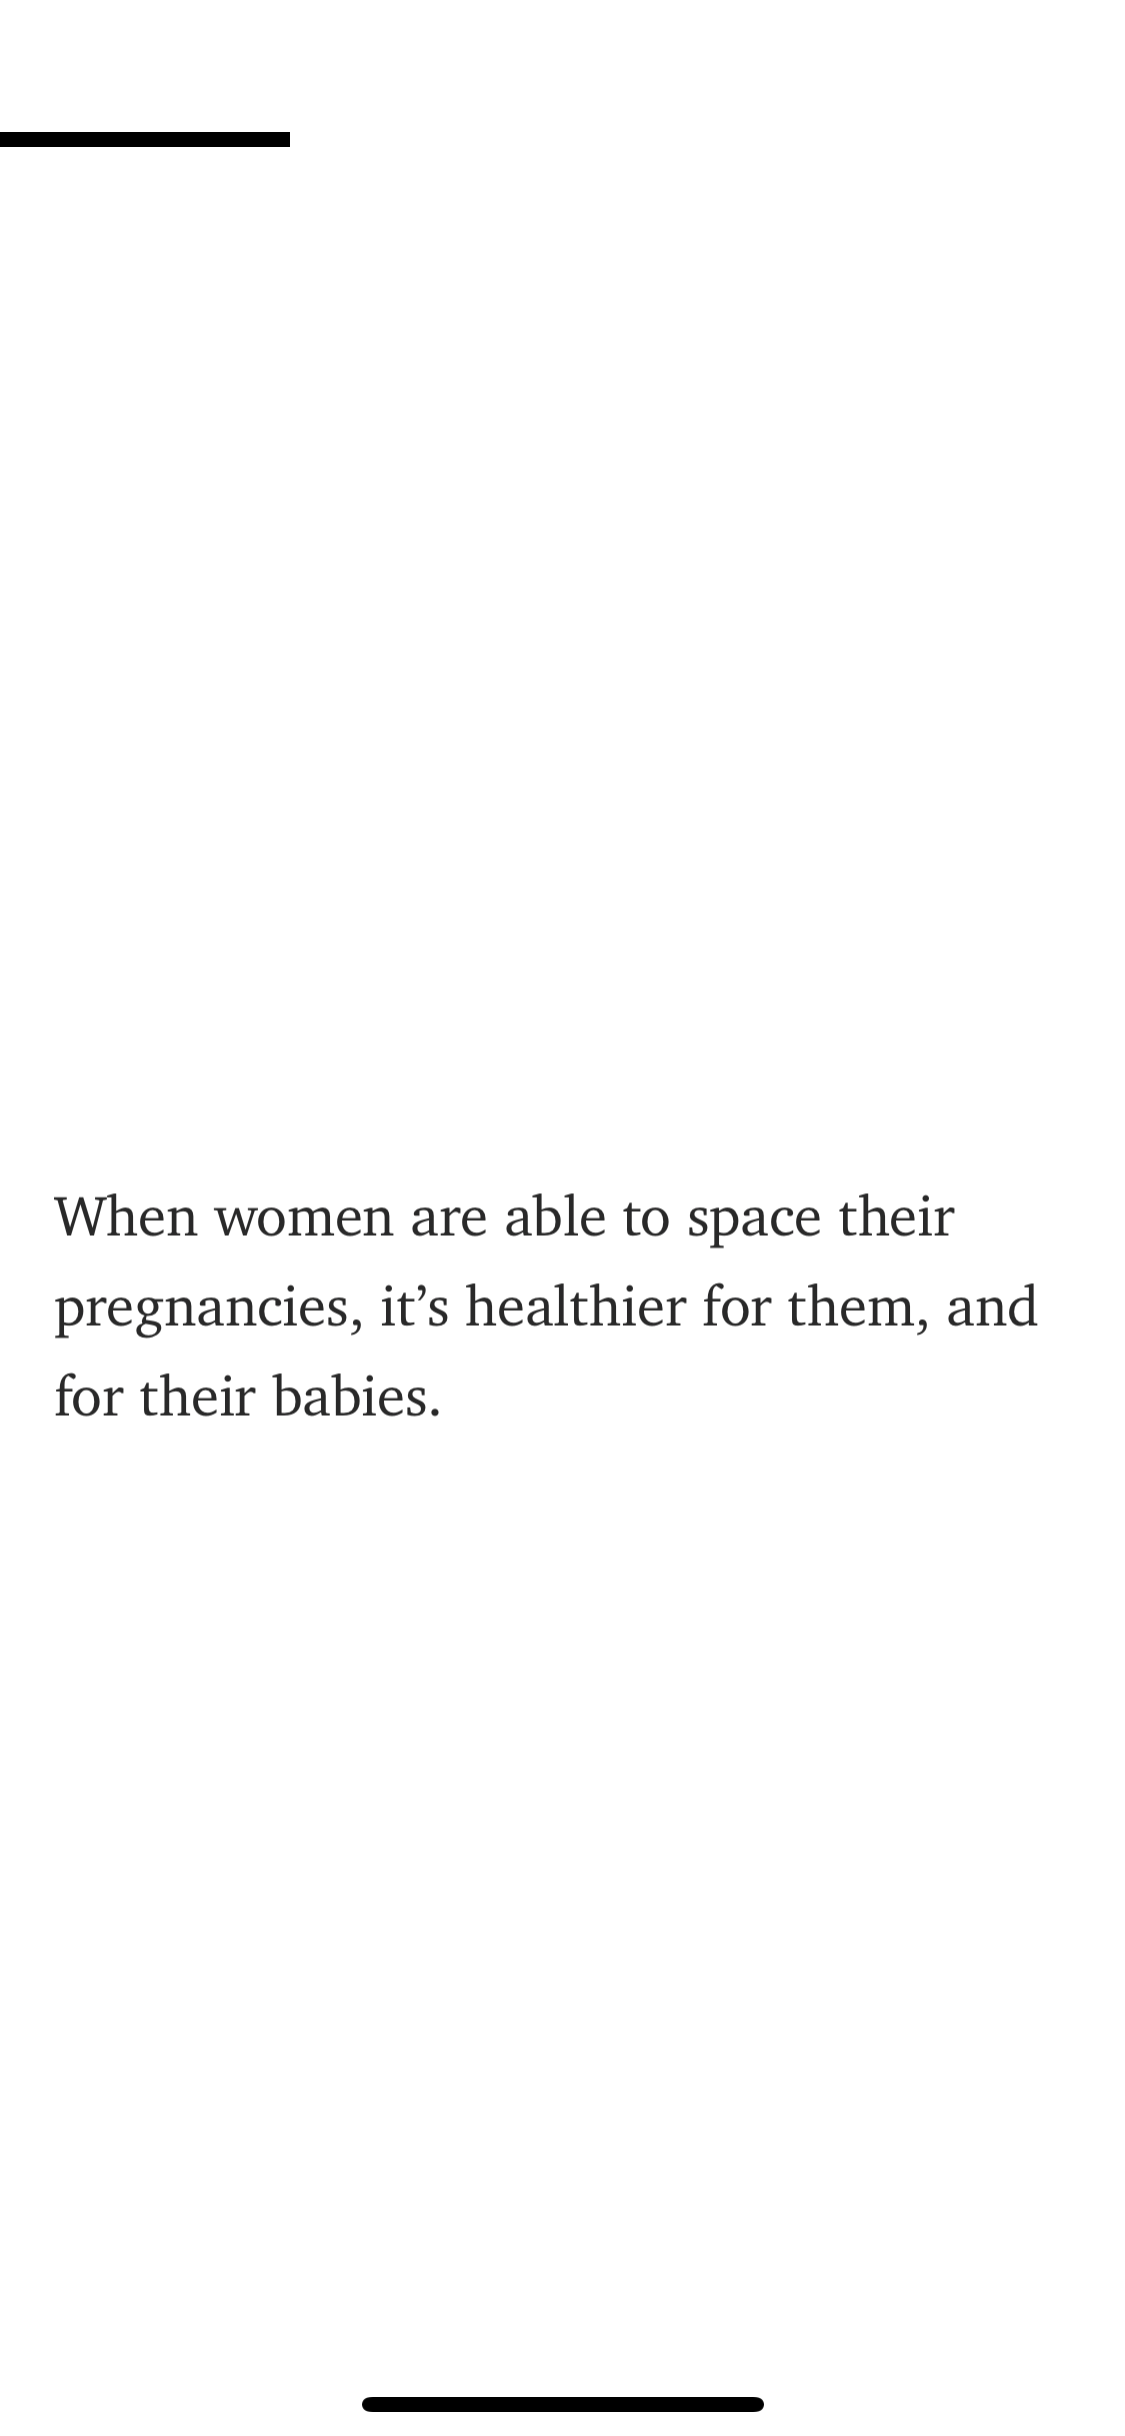 When women are able to space their
pregnancies, it’s healthier for them, and
for their babies.